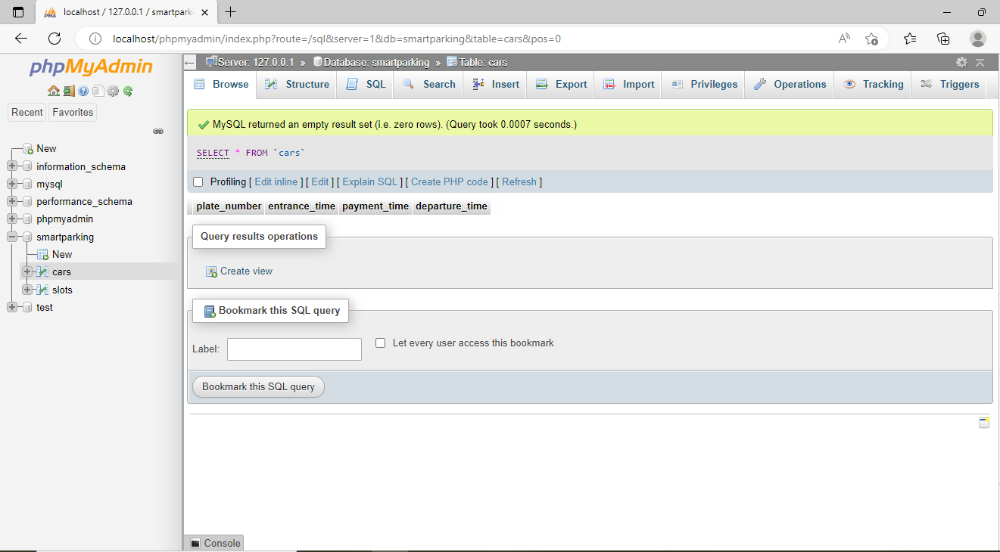 localhost / 127.0.0.1 / smartparki
localhost/phpmyadmin/index.php?route=/sql&server=1&db=smartparking&table=cars&pos=0
phpMyAdmin
Recent Favorites
New
information_schema
mysql
performance_schema
phpmyadmin
smartparking
New
cars
slots
test
Server: 127.0.0.1 » Database: smartparking » Table: cars
Browse Structure SQL Search Insert Export Import Privileges Operations Tracking Triggers
MySQL returned an empty result set (i.e. zero rows). (Query took 0.0007 seconds.)
SELECT * FROM `cars`
Profiling [ Edit inline ] [ Edit ] [ Explain SQL ] [ Create PHP code ] [ Refresh ]
plate_number entrance_time payment_time departure_time
Query results operations
Create view
Bookmark this SQL query
Label: Let every user access this bookmark
Bookmark this SQL query
Console